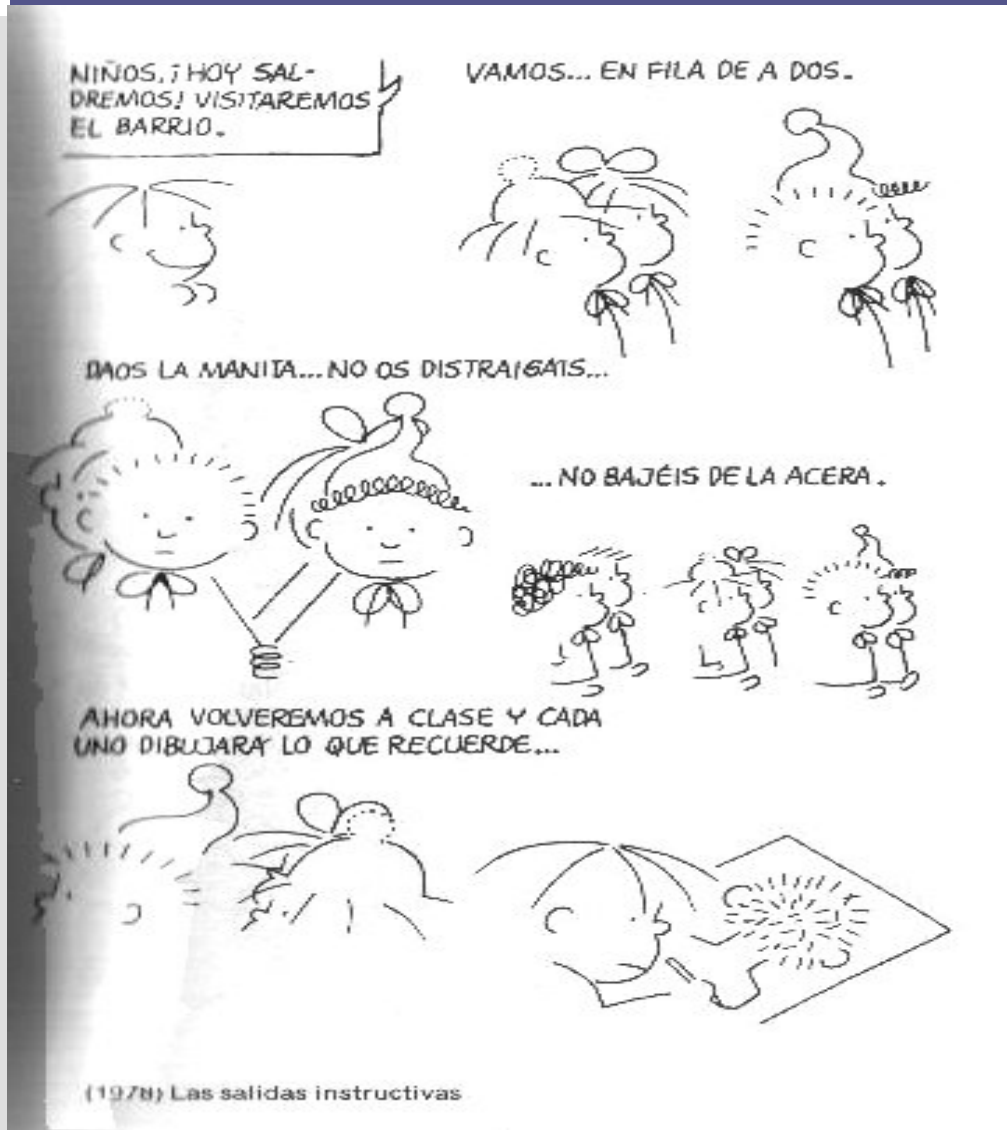 NIÑOS, ¡HOY SAL-
DREMOS! VISITAREMOS
EL BARRIO.
VAMOS... EN FILA DE A DOS.
DAOS LA MANITA... NO OS DISTRAIGAIS...
... NO BAJÉIS DE LA ACERA.
AHORA VOLVEREMOS A CLASE Y CADA
UNO DIBUJARÁ LO QUE RECUERDE...
(1978) Las salidas instructivas